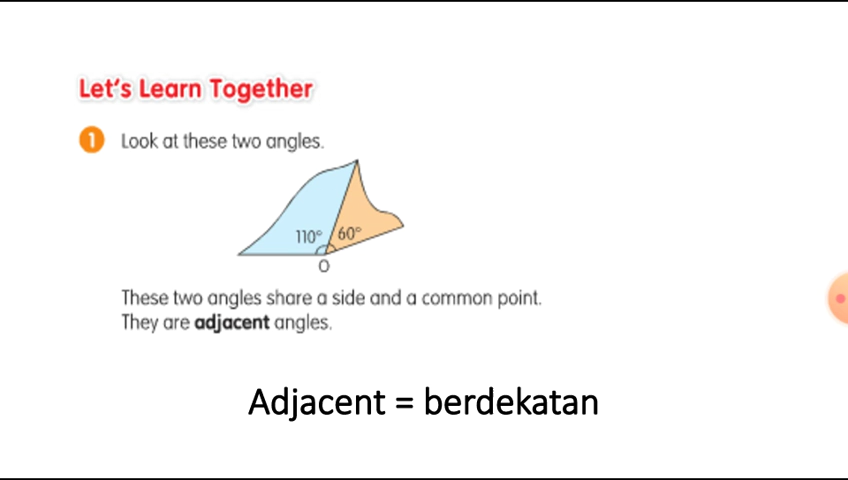 Let's Learn Together
1 Look at these two angles.
110° 60°
O
These two angles share a side and a common point.
They are adjacent angles.
Adjacent = berdekatan